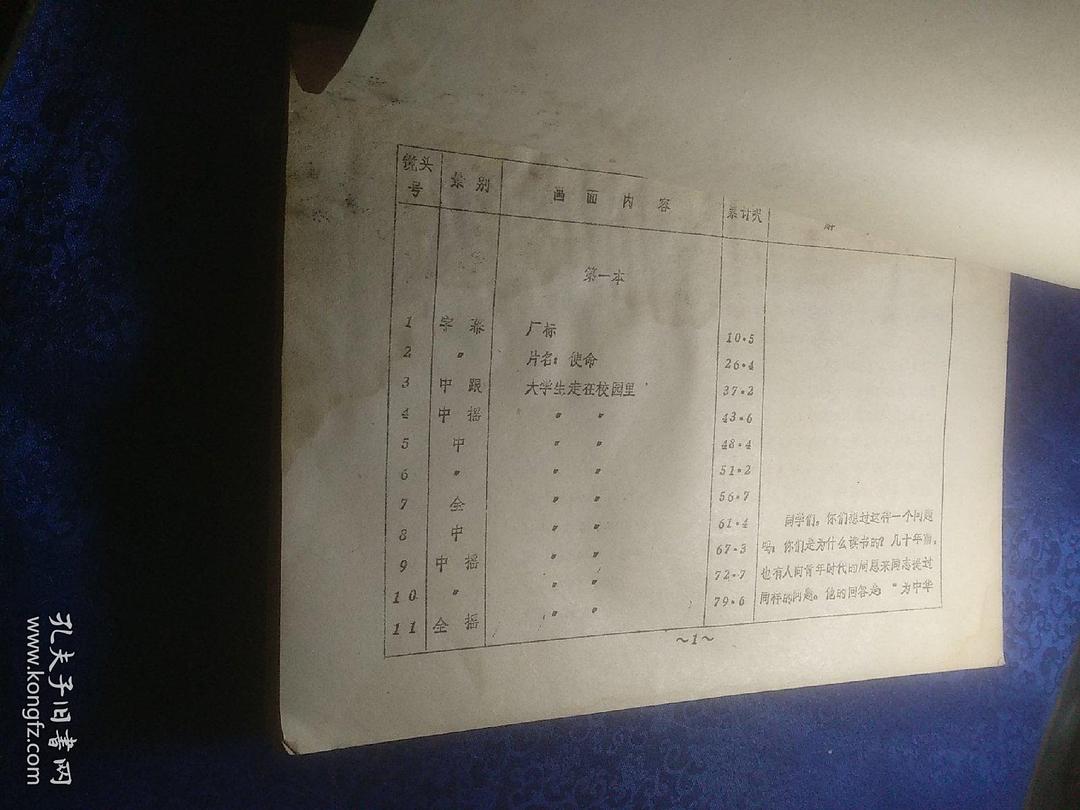 镜头号 景别 画面内容 累计呎
第一本
1 字幕 厂标 10.5
2 〃 片名：使命 26.4
3 中跟 大学生走在校园里 37.2
4 中摇 〃 〃 43.6
5 中 〃 〃 48.4
6 〃 〃 〃 51.2
7 全 〃 〃 56.7
8 中 〃 〃 61.4 同学们，你们想过这样一个问题
9 中摇 〃 〃 67.3 吗：你们是为什么读书的？几十年前，
10 〃 〃 〃 72.7 也有人问青年时代的周恩来同志提过
11 全摇 〃 〃 79.6 同样的问题。他的回答是：“为中华
～1～
孔夫子旧书网
www.kongfz.com